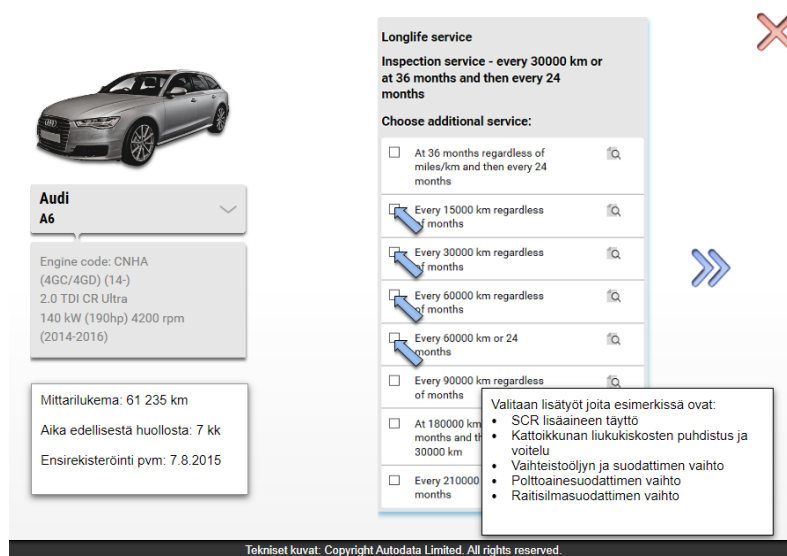 Longlife service
Inspection service - every 30000 km or
at 36 months and then every 24
months
Choose additional service:
At 36 months regardless of
miles/km and then every 24
months
Every 15000 km regardless
of months
Every 30000 km regardless
of months
Every 60000 km regardless
of months
Every 60000 km or 24
months
Every 90000 km regardless
of months
At 180000 km
months and th
30000 km
Every 210000
months
Audi
A6
Engine code: CNHA
(4GC/4GD) (14-)
2.0 TDI CR Ultra
140 kW (190hp) 4200 rpm
(2014-2016)
Mittarilukema: 61 235 km
Aika edellisestä huollosta: 7 kk
Ensirekisteröinti pvm: 7.8.2015
Valitaan lisätyöt joita esimerkissä ovat:
• SCR lisäaineen täyttö
• Kattoikkunan liukukiskosten puhdistus ja
voitelu
• Vaihteistoöljyn ja suodattimen vaihto
• Polttoainesuodattimen vaihto
• Raitisilmasuodattimen vaihto
Tekniset kuvat: Copyright Autodata Limited. All rights reserved.